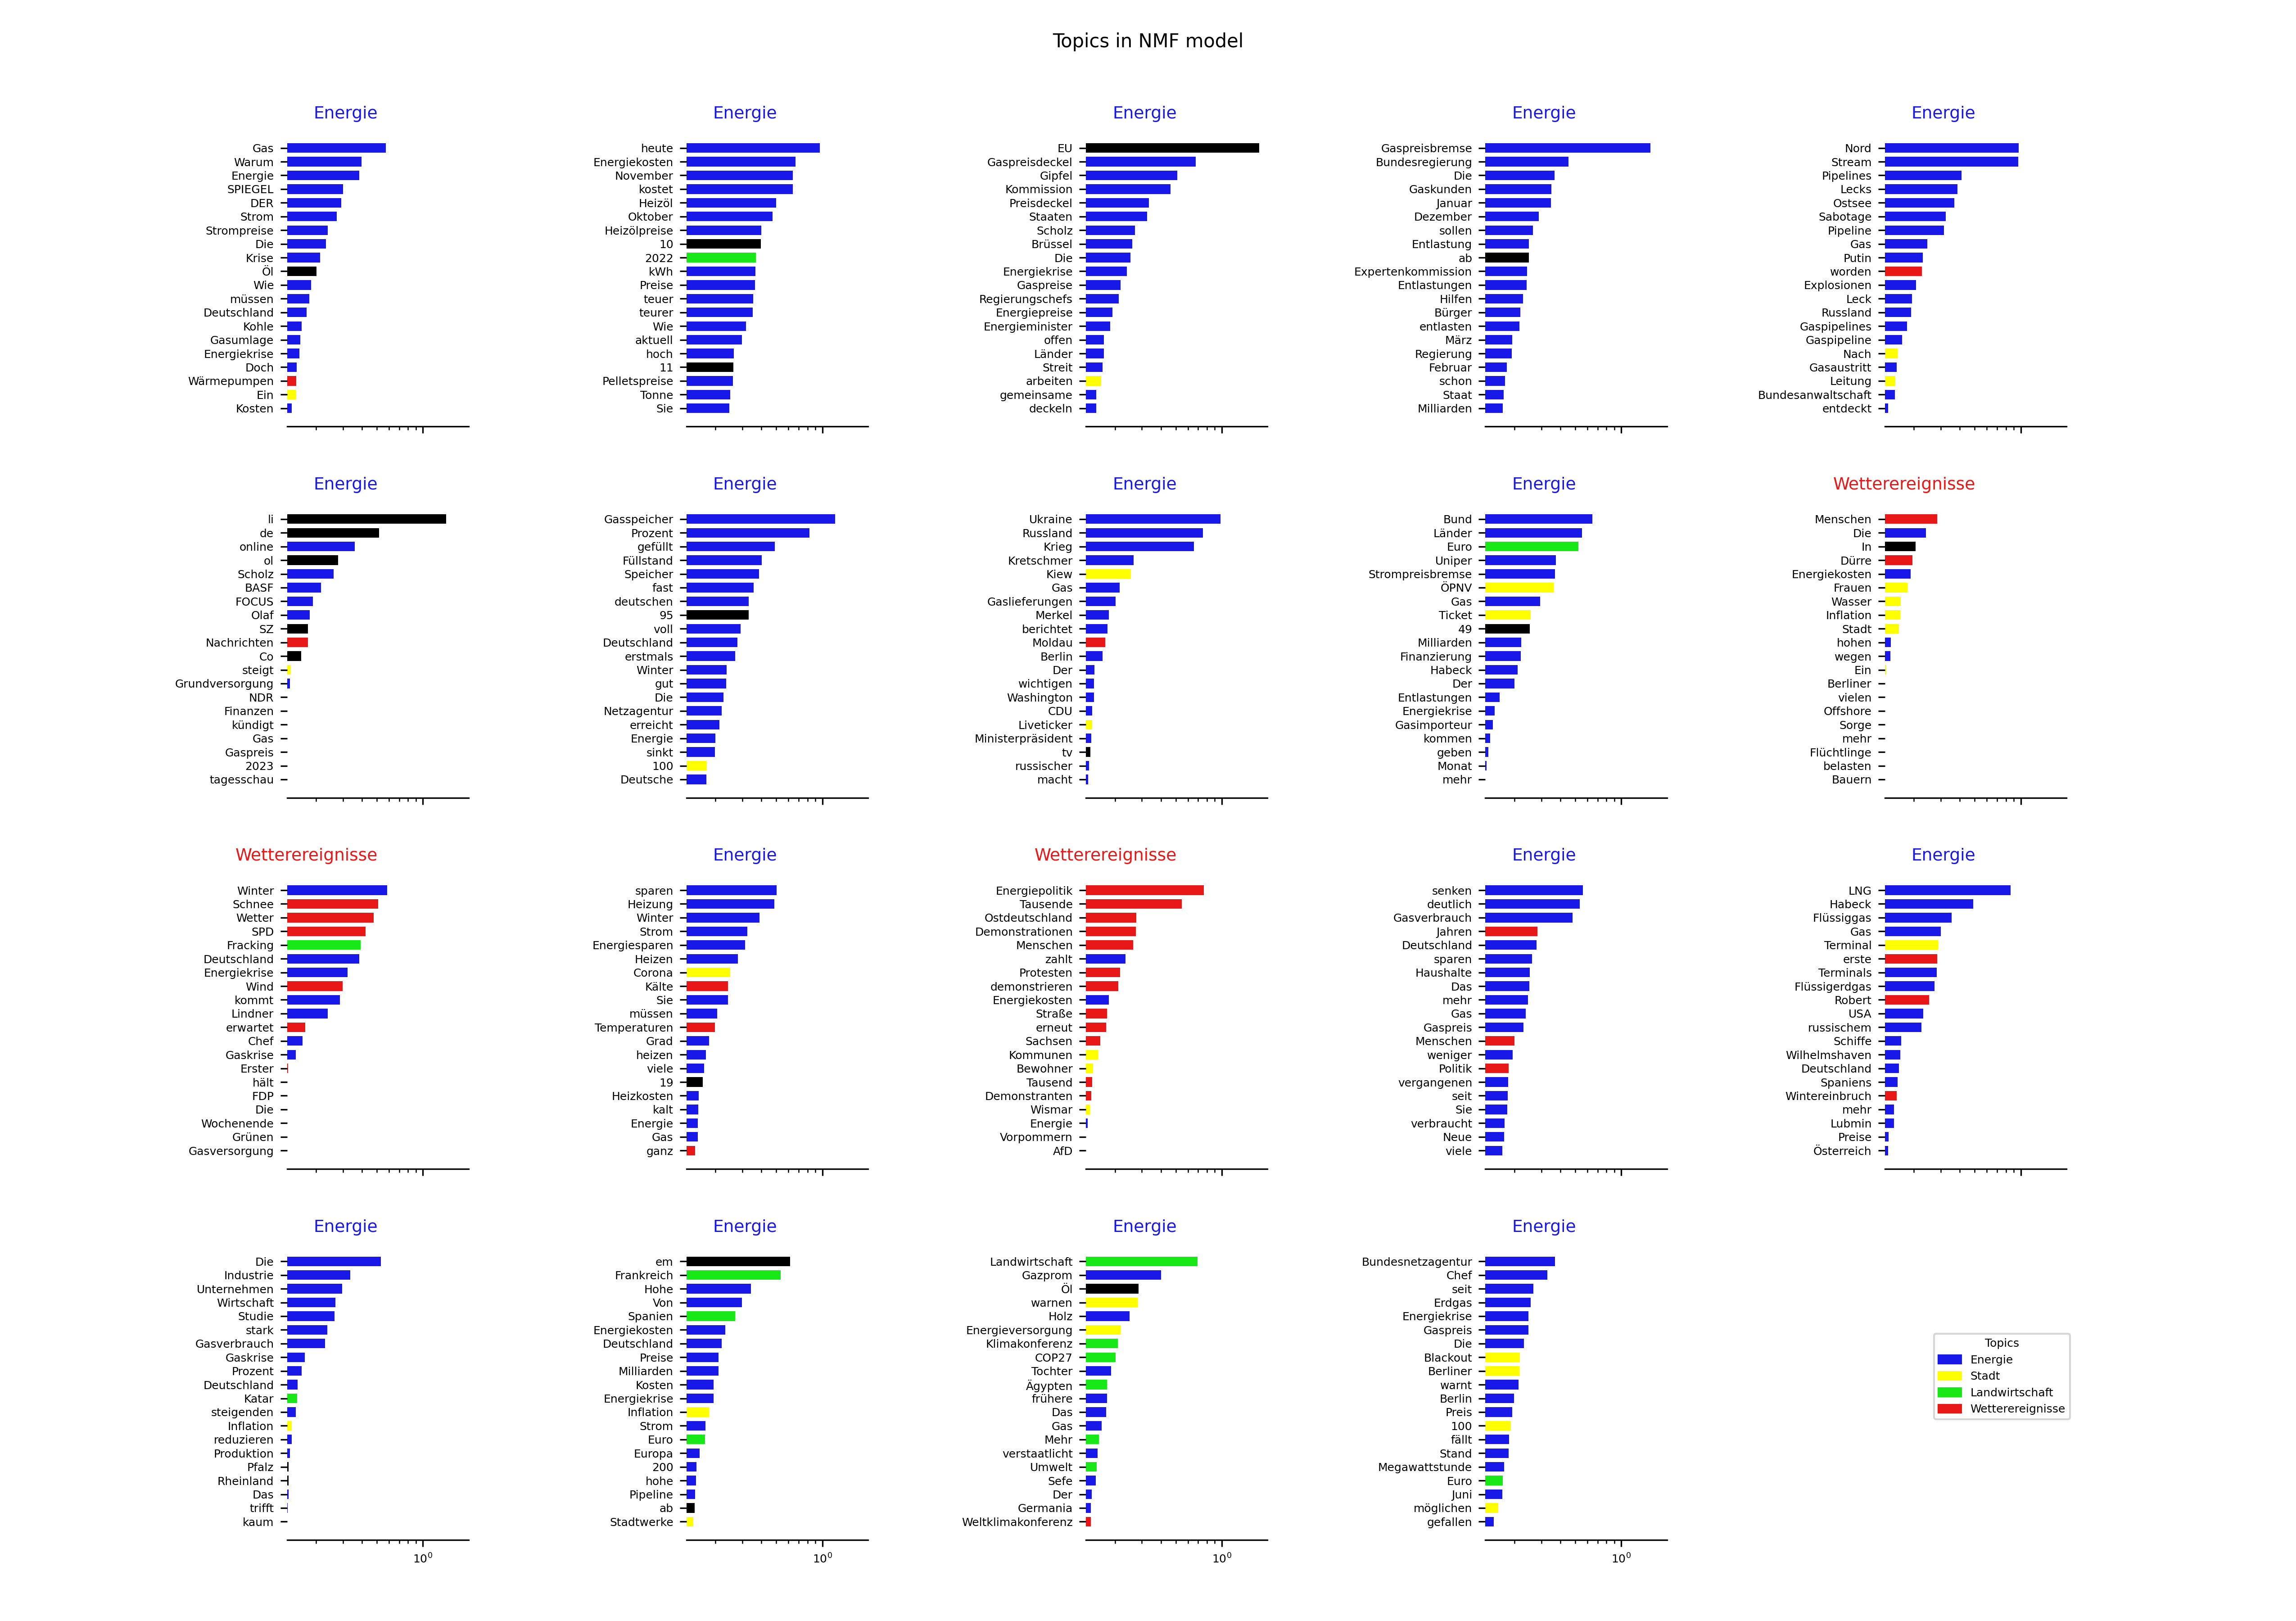 Topics in NMF model
Energie
Gas
Warum
Energie
SPIEGEL
DER
Strom
Strompreise
Die
Krise
Öl
Wie
müssen
Deutschland
Kohle
Gasumlage
Energiekrise
Doch
Wärmepumpen
Ein
Kosten
Energie
heute
Energiekosten
November
kostet
Heizöl
Oktober
Heizölpreise
10
2022
kWh
Preise
teuer
teurer
Wie
aktuell
hoch
11
Pelletspreise
Tonne
Sie
Energie
EU
Gaspreisdeckel
Gipfel
Kommission
Preisdeckel
Staaten
Scholz
Brüssel
Die
Energiekrise
Gaspreise
Regierungschefs
Energiepreise
Energieminister
offen
Länder
Streit
arbeiten
gemeinsame
deckeln
Energie
Gaspreisbremse
Bundesregierung
Die
Gaskunden
Januar
Dezember
sollen
Entlastung
ab
Expertenkommission
Entlastungen
Hilfen
Bürger
entlasten
März
Regierung
Februar
schon
Staat
Milliarden
Energie
Nord
Stream
Pipelines
Lecks
Ostsee
Sabotage
Pipeline
Gas
Putin
worden
Explosionen
Leck
Russland
Gaspipelines
Gaspipeline
Nach
Gasaustritt
Leitung
Bundesanwaltschaft
entdeckt
Energie
li
de
online
ol
Scholz
BASF
FOCUS
Olaf
SZ
Nachrichten
Co
steigt
Grundversorgung
NDR
Finanzen
kündigt
Gas
Gaspreis
2023
tagesschau
Energie
Gasspeicher
Prozent
gefüllt
Füllstand
Speicher
fast
deutschen
95
voll
Deutschland
erstmals
Winter
gut
Die
Netzagentur
erreicht
Energie
sinkt
100
Deutsche
Energie
Ukraine
Russland
Krieg
Kretschmer
Kiew
Gas
Gaslieferungen
Merkel
berichtet
Moldau
Berlin
Der
wichtigen
Washington
CDU
Liveticker
Ministerpräsident
tv
russischer
macht
Energie
Bund
Länder
Euro
Uniper
Strompreisbremse
ÖPNV
Gas
Ticket
49
Milliarden
Finanzierung
Habeck
Der
Entlastungen
Energiekrise
Gasimporteur
kommen
geben
Monat
mehr
Wetterereignisse
Menschen
Die
In
Dürre
Energiekosten
Frauen
Wasser
Inflation
Stadt
hohen
wegen
Ein
Berliner
vielen
Offshore
Sorge
mehr
Flüchtlinge
belasten
Bauern
Wetterereignisse
Winter
Schnee
Wetter
SPD
Fracking
Deutschland
Energiekrise
Wind
kommt
Lindner
erwartet
Chef
Gaskrise
Erster
hält
FDP
Die
Wochenende
Grünen
Gasversorgung
Energie
sparen
Heizung
Winter
Strom
Energiesparen
Heizen
Corona
Kälte
Sie
müssen
Temperaturen
Grad
heizen
viele
19
Heizkosten
kalt
Energie
Gas
ganz
Wetterereignisse
Energiepolitik
Tausende
Ostdeutschland
Demonstrationen
Menschen
zahlt
Protesten
demonstrieren
Energiekosten
Straße
erneut
Sachsen
Kommunen
Bewohner
Tausend
Demonstranten
Wismar
Energie
Vorpommern
AfD
Energie
senken
deutlich
Gasverbrauch
Jahren
Deutschland
sparen
Haushalte
Das
mehr
Gas
Gaspreis
Menschen
weniger
Politik
vergangenen
seit
Sie
verbraucht
Neue
viele
Energie
LNG
Habeck
Flüssiggas
Gas
Terminal
erste
Terminals
Flüssigerdgas
Robert
USA
russischem
Schiffe
Wilhelmshaven
Deutschland
Spaniens
Wintereinbruch
mehr
Lubmin
Preise
Österreich
Energie
Die
Industrie
Unternehmen
Wirtschaft
Studie
stark
Gasverbrauch
Gaskrise
Prozent
Deutschland
Katar
steigenden
Inflation
reduzieren
Produktion
Pfalz
Rheinland
Das
trifft
kaum
10⁰
Energie
em
Frankreich
Hohe
Von
Spanien
Energiekosten
Deutschland
Preise
Milliarden
Kosten
Energiekrise
Inflation
Strom
Euro
Europa
200
hohe
Pipeline
ab
Stadtwerke
10⁰
Energie
Landwirtschaft
Gazprom
Öl
warnen
Holz
Energieversorgung
Klimakonferenz
COP27
Tochter
Ägypten
frühere
Das
Gas
Mehr
verstaatlicht
Umwelt
Sefe
Der
Germania
Weltklimakonferenz
10⁰
Energie
Bundesnetzagentur
Chef
seit
Erdgas
Energiekrise
Gaspreis
Die
Blackout
Berliner
warnt
Berlin
Preis
100
fällt
Stand
Megawattstunde
Euro
Juni
möglichen
gefallen
10⁰
Topics
Energie
Stadt
Landwirtschaft
Wetterereignisse